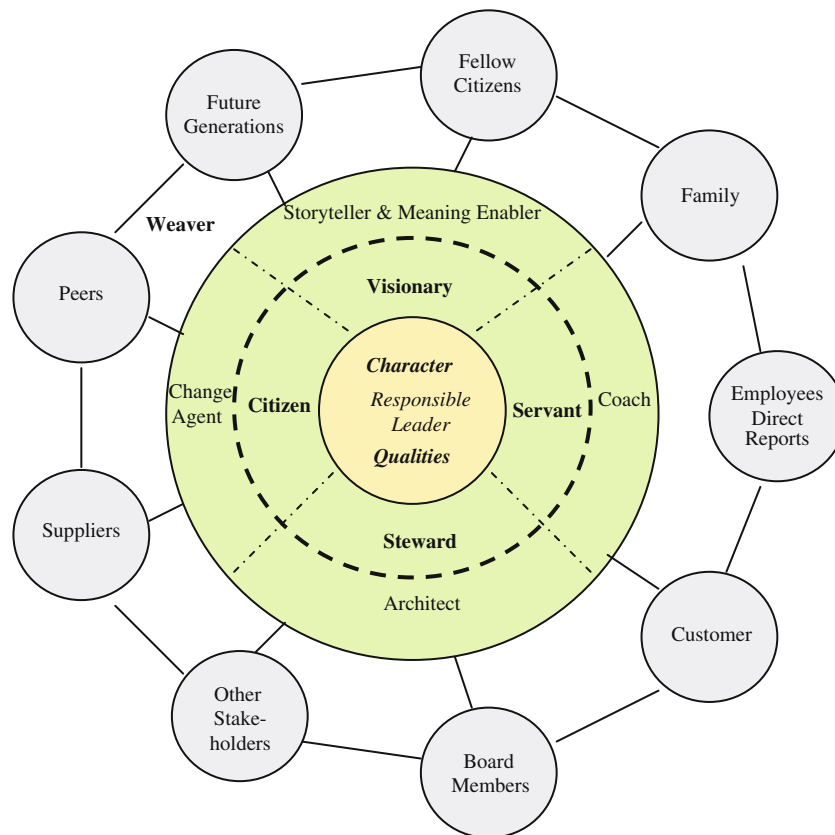 Fellow
Citizens
Future
Generations
Family
Weaver
Storyteller & Meaning Enabler
Peers
Visionary
Character
Responsible
Leader
Qualities
Change
Agent
Citizen
Servant
Coach
Employees
Direct
Reports
Suppliers
Steward
Architect
Customer
Other
Stake-
holders
Board
Members